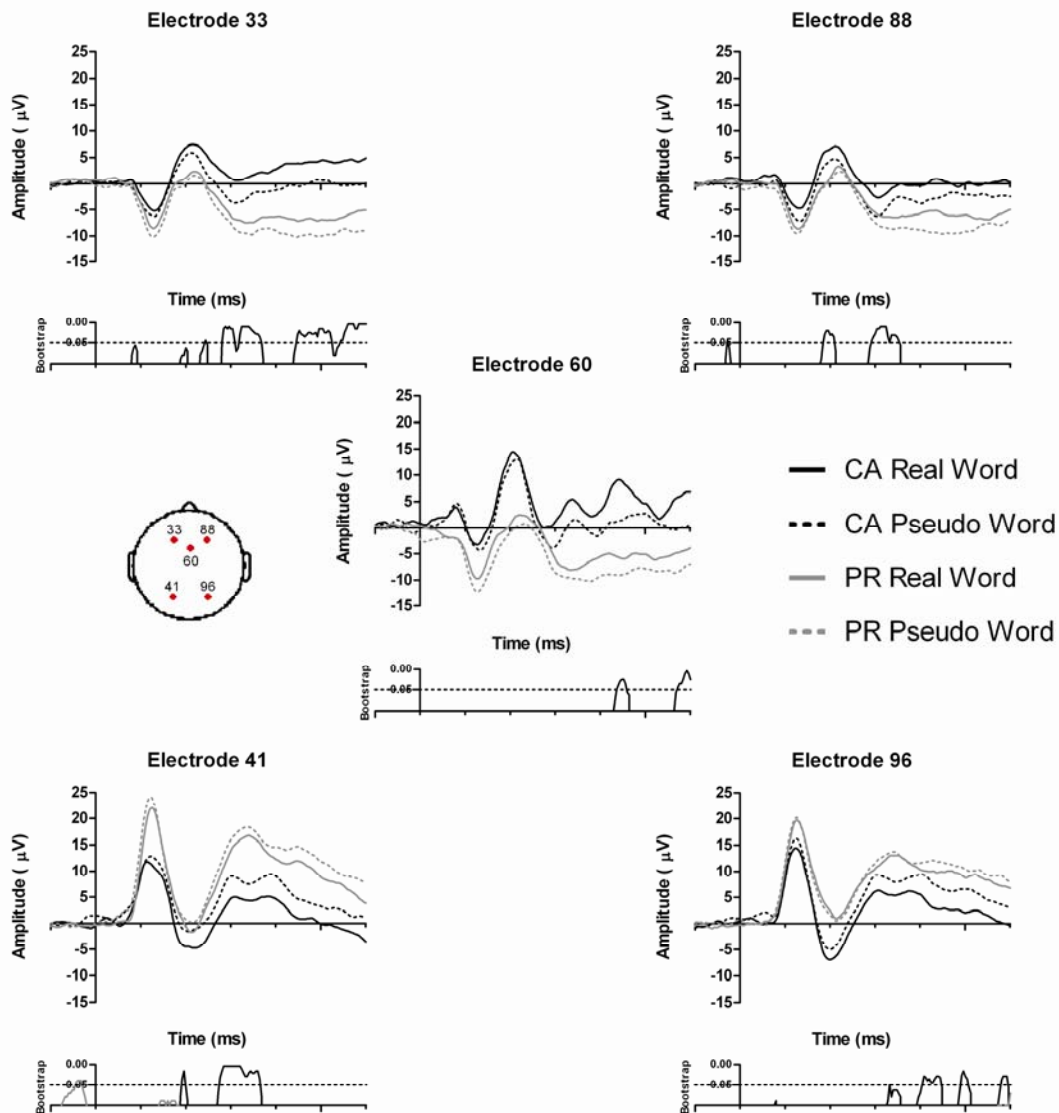 Electrode 33
Amplitude ( µV)
25
20
15
10
5
0
-5
-10
-15
Time (ms)
Bootstrap
0.00
0.05
Electrode 88
Amplitude ( µV)
25
20
15
10
5
0
-5
-10
-15
Time (ms)
Bootstrap
0.00
0.05
Electrode 60
Amplitude ( µV)
25
20
15
10
5
0
-5
-10
-15
Time (ms)
Bootstrap
0.00
0.05
33 88
60
41 96
CA Real Word
CA Pseudo Word
PR Real Word
PR Pseudo Word
Electrode 41
Amplitude ( µV)
25
20
15
10
5
0
-5
-10
-15
Time (ms)
Bootstrap
0.00
0.05
Electrode 96
Amplitude ( µV)
25
20
15
10
5
0
-5
-10
-15
Time (ms)
Bootstrap
0.00
0.05